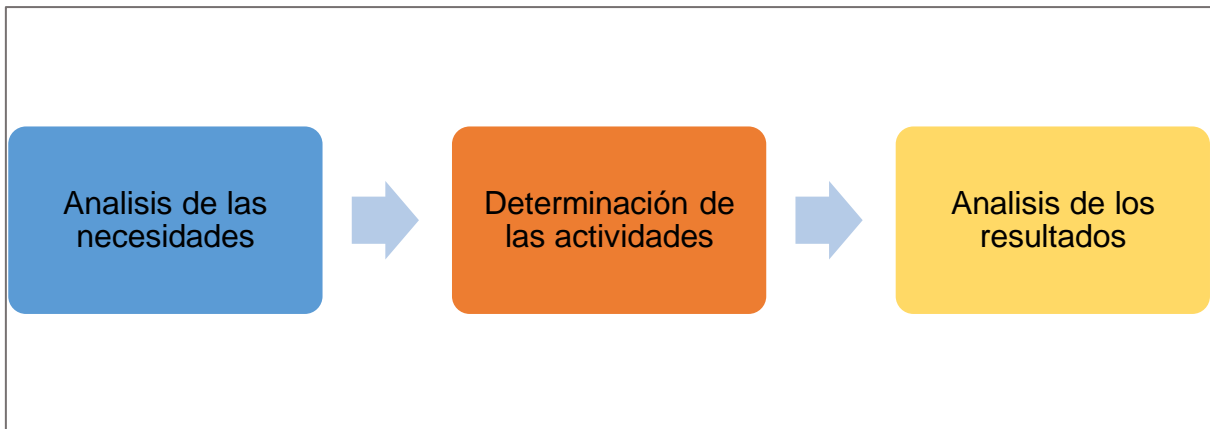 Analisis de las
necesidades
Determinación de
las actividades
Analisis de los
resultados